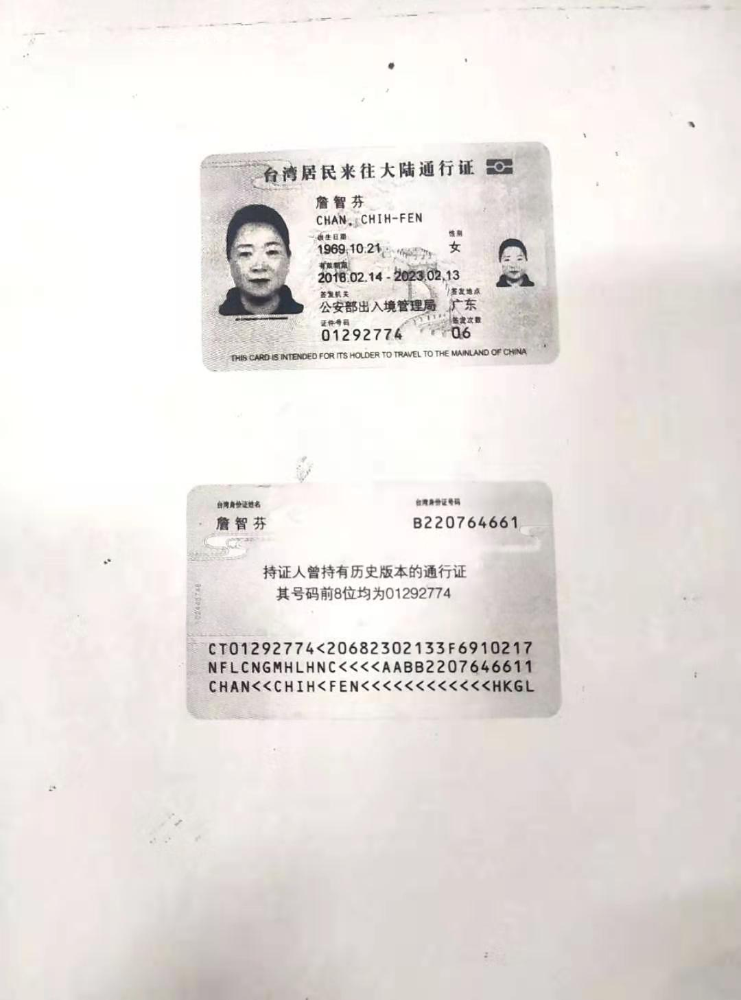 台湾居民来往大陆通行证
詹智芬
CHAN, CHIH-FEN
出生日期 性别
1969.10.21 女
有效期限
2018.02.14 - 2023.02.13
签发机关 签发地点
公安部出入境管理局 广东
证件号码 签发次数
01292774 06
THIS CARD IS INTENDED FOR ITS HOLDER TO TRAVEL TO THE MAINLAND OF CHINA
台湾身份证姓名 台湾身份证号码
詹智芬 B220764661
持证人曾持有历史版本的通行证
其号码前8位均为01292774
CT01292774<20682302133F6910217
NFLCNGMHLHNC<<<<AABB2207646611
CHAN<<CHIH<FEN<<<<<<<<<<<<HKGL